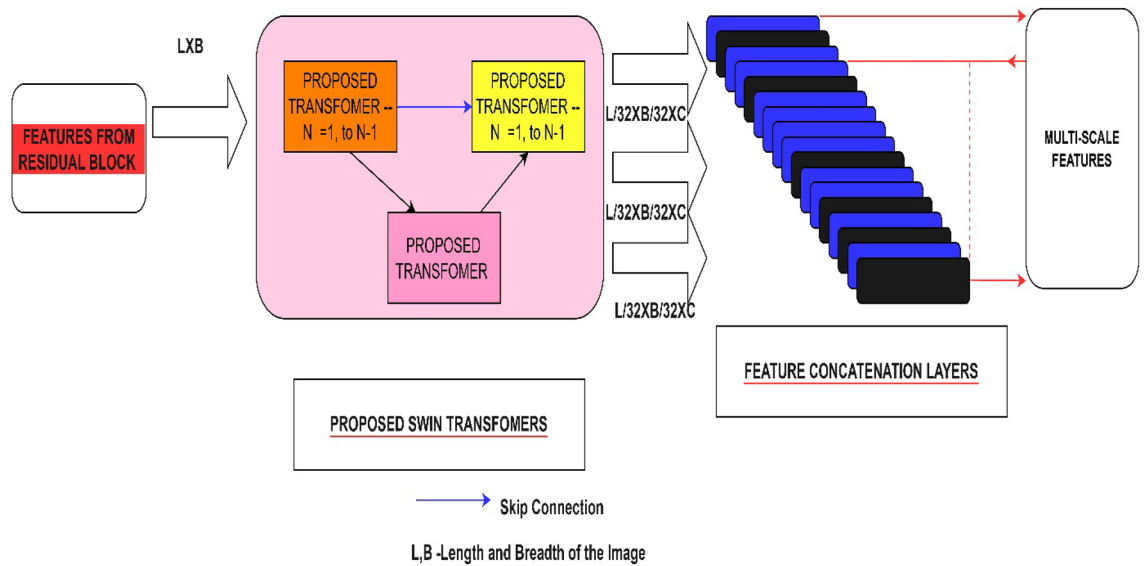 LXB
FEATURES FROM
RESIDUAL BLOCK
PROPOSED
TRANSFOMER --
N =1, to N-1
PROPOSED
TRANSFOMER --
N =1, to N-1
PROPOSED
TRANSFOMER
L/32XB/32XC
L/32XB/32XC
L/32XB/32XC
MULTI-SCALE
FEATURES
FEATURE CONCATENATION LAYERS
PROPOSED SWIN TRANSFOMERS
Skip Connection
L,B -Length and Breadth of the Image